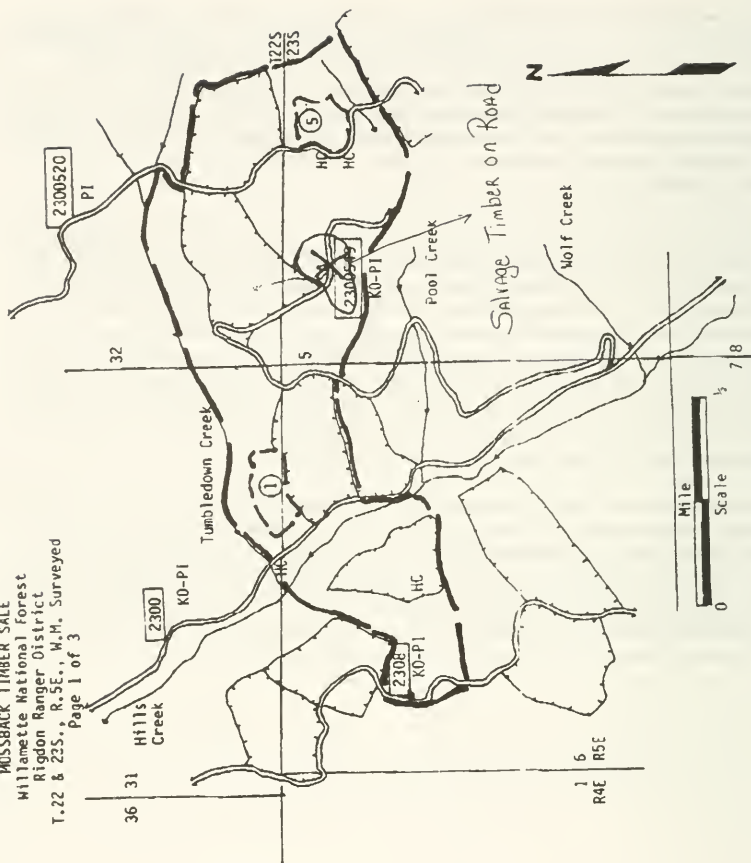 MOSSBACK TIMBER SALE
Willamette National Forest
Rigdon Ranger District
T.22 & 23S., R.5E., W.M. Surveyed
Page 1 of 3
36 31
32
T22S
23S
2300520
PI
2300
KO-PI
Hills
Creek
Tumbledown Creek
1
HC
5
5
HC
HC
2300549
KO-PI
Pool Creek
Salvage Timber on Road
Wolf Creek
HC
2308
KO-PI
1 6
R4E R5E
7 8
N
Mile
0 ½
Scale